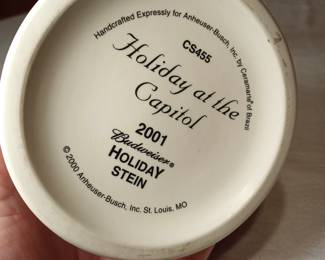 Handcrafted Expressly for Anheuser-Busch, Inc. by Ceramarte® of Brazil
CS455
Holiday at the
Capitol
2001
Budweiser®
HOLIDAY
STEIN
© 2000 Anheuser-Busch, Inc. St. Louis, MO